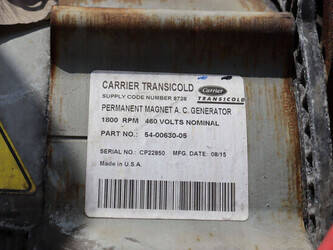 CARRIER TRANSICOLD
SUPPLY CODE NUMBER 8728
Carrier
TRANSICOLD
PERMANENT MAGNET A.C. GENERATOR
1800 RPM 460 VOLTS NOMINAL
PART NO.: 54-00630-05
SERIAL NO.: CP22850 MFG. DATE: 08/15
Made in U.S.A.